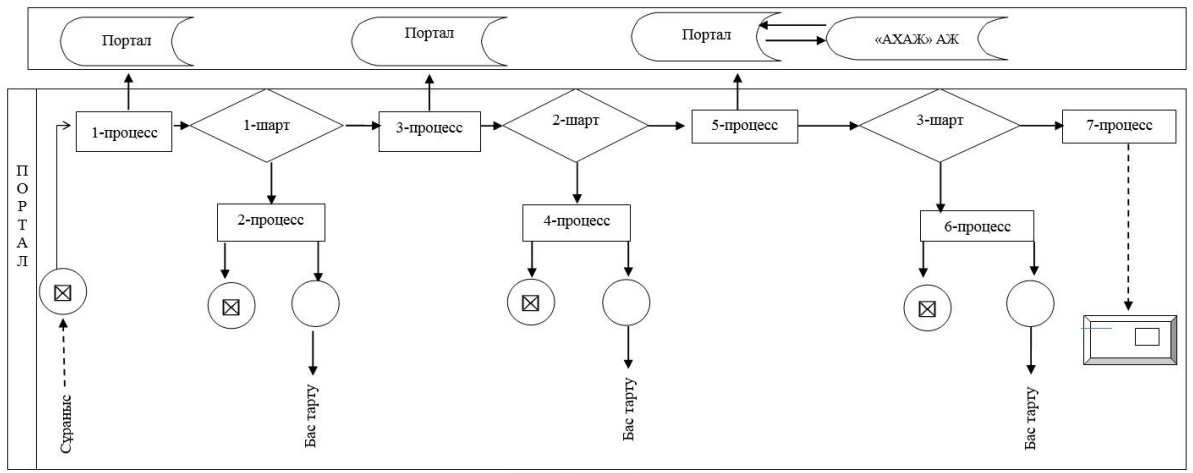 Портал
Портал
Портал
«АХАЖ» АЖ
ПОРТАЛ
1-процесс
1-шарт
3-процесс
2-шарт
5-процесс
3-шарт
7-процесс
2-процесс
4-процесс
6-процесс
Сұраныс
Бас тарту
Бас тарту
Бас тарту